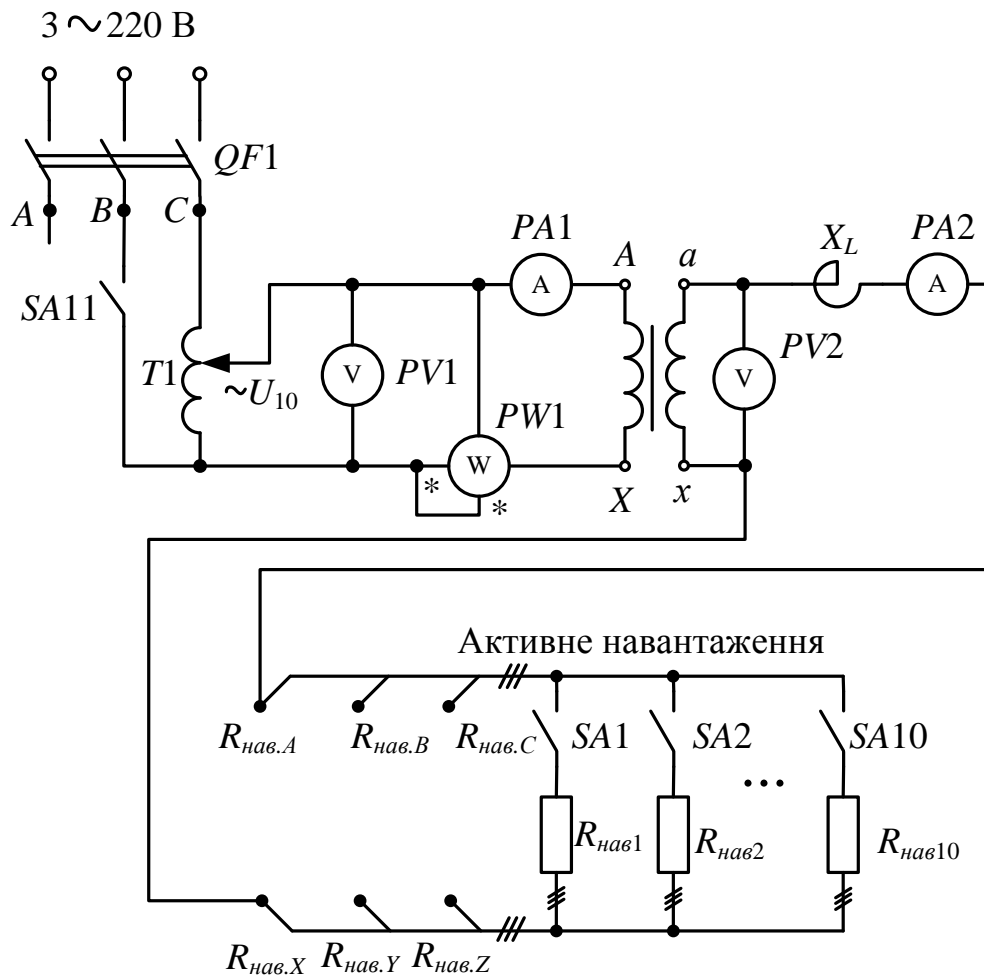 3 ~ 220 В
QF1
A B C
PA1 A a X_L PA2
A A
SA11
T1 ~U_10 V PV1 V PV2
PW1
W
* *
X x
Активне навантаження
R_нав.A R_нав.B R_нав.C SA1 SA2 SA10
...
R_нав1 R_нав2 R_нав10
R_нав.X R_нав.Y R_нав.Z